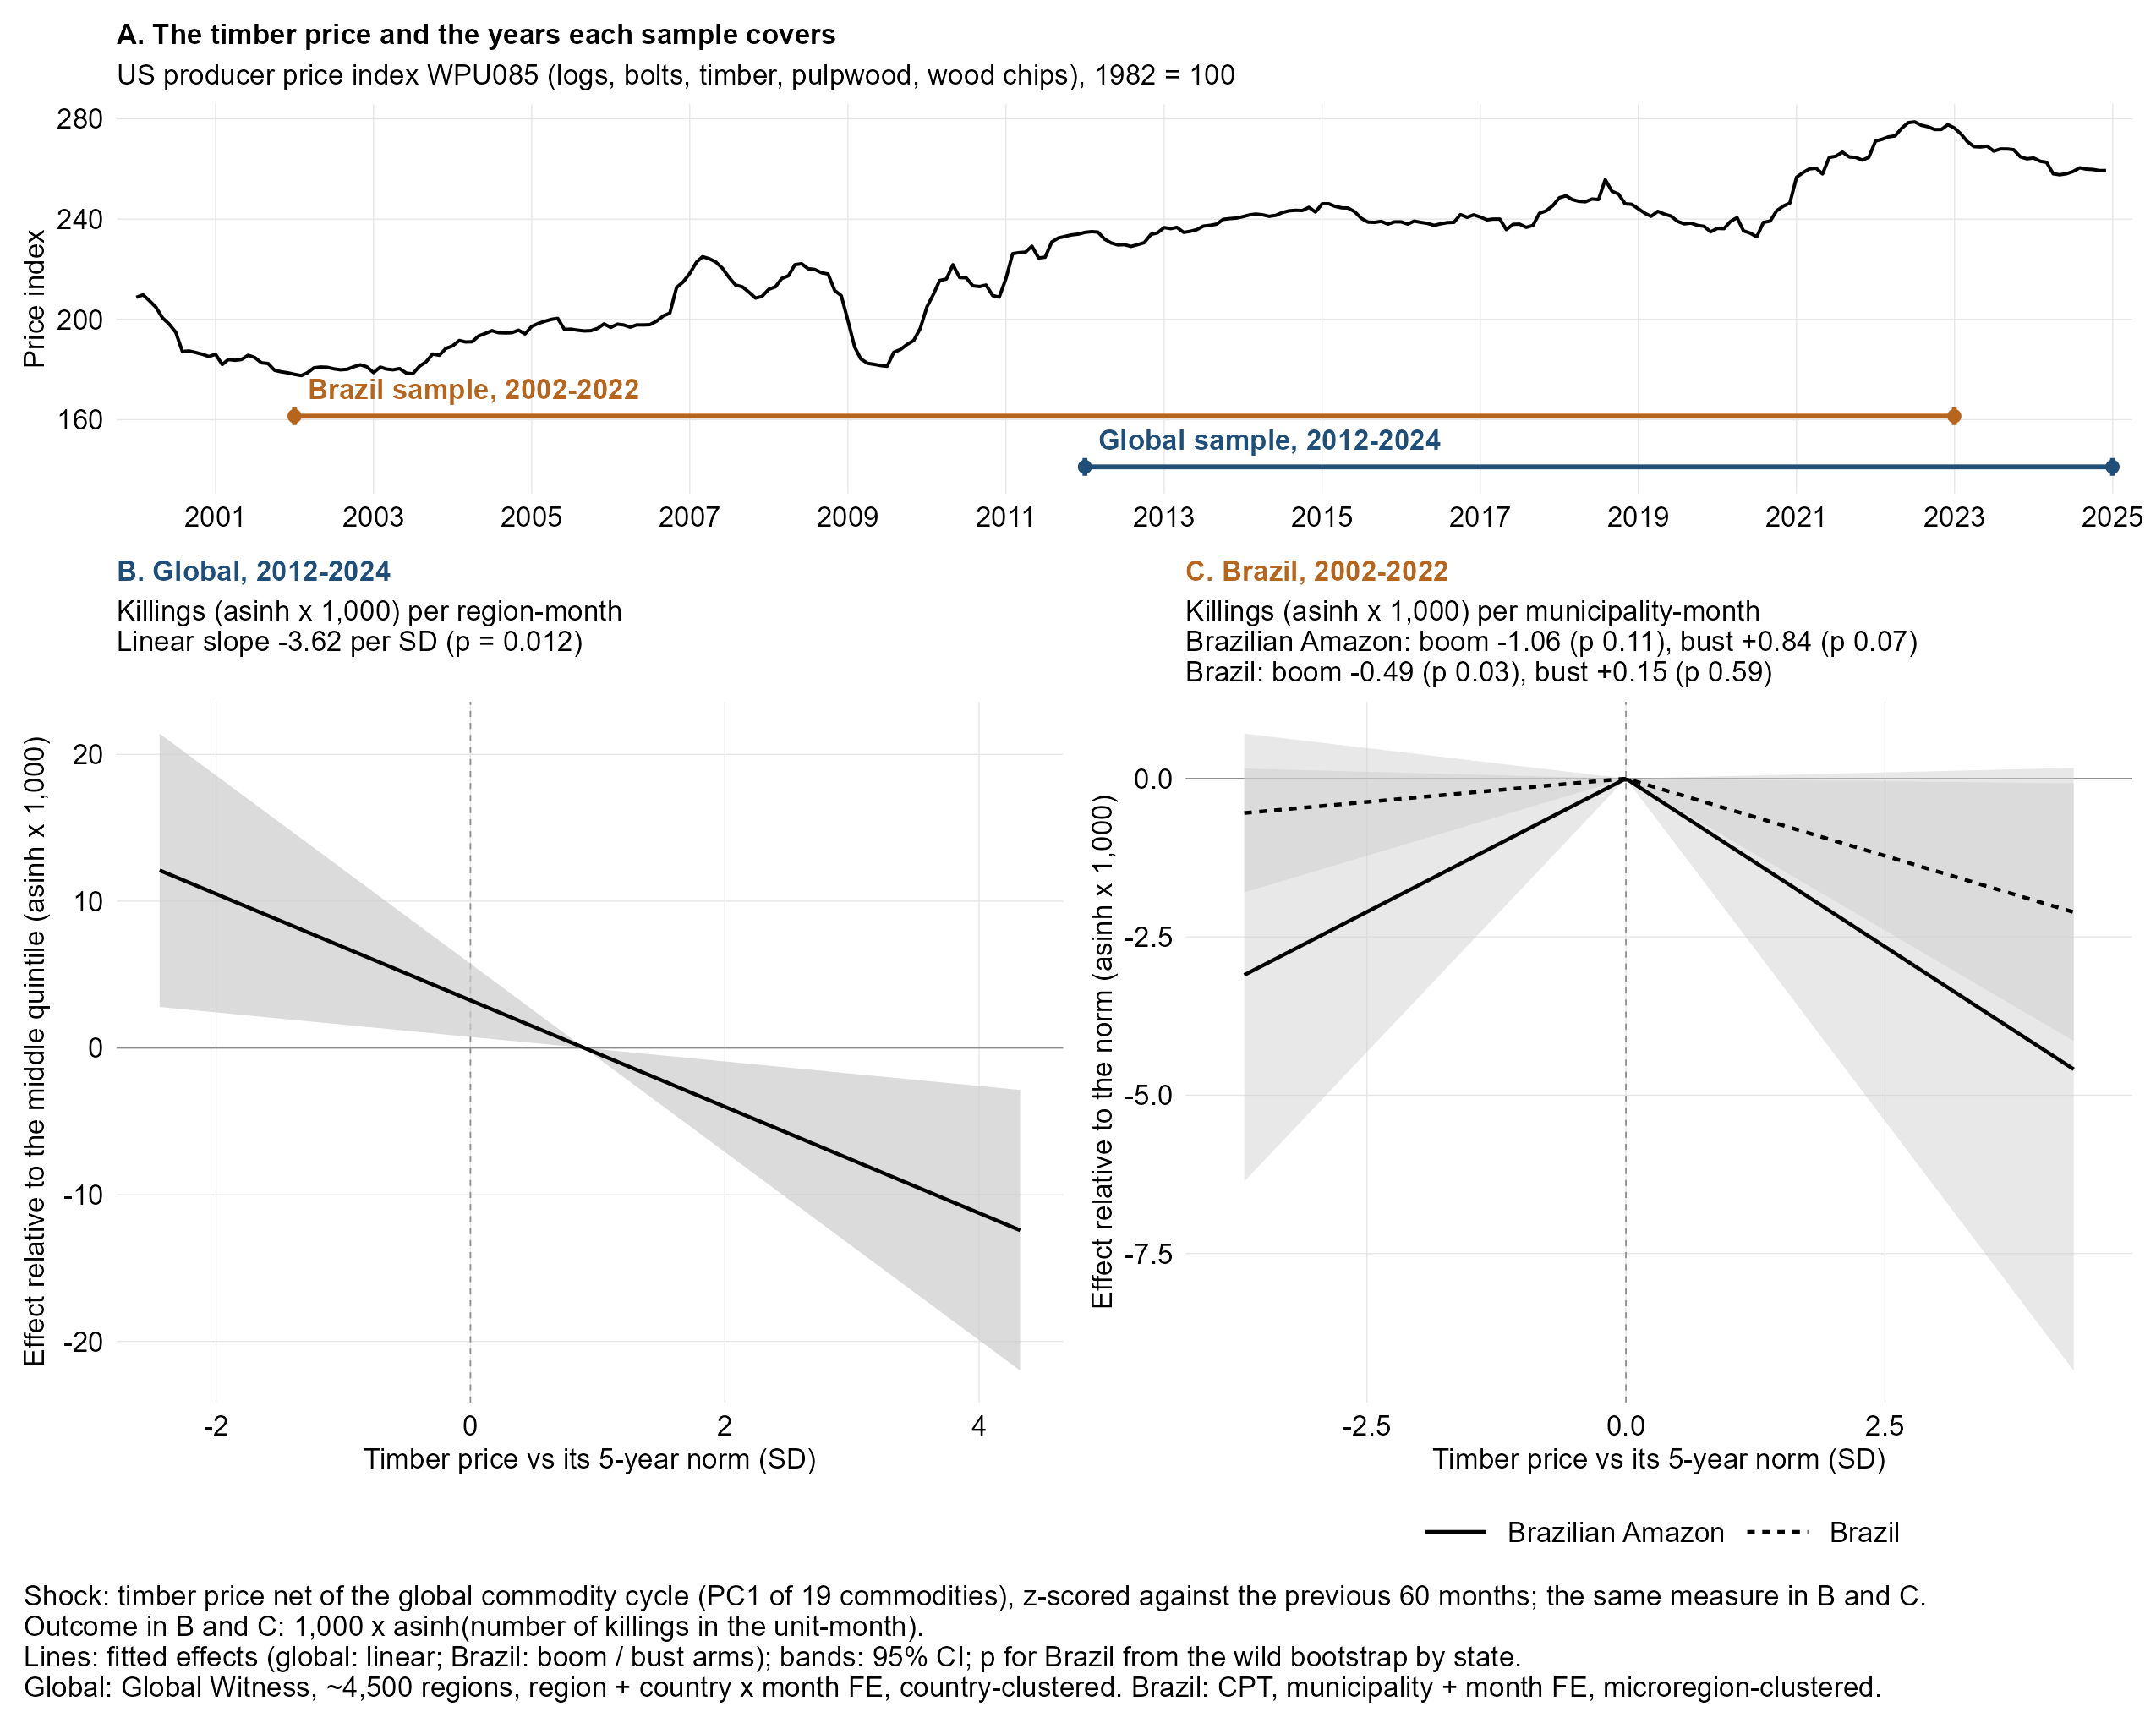 A. The timber price and the years each sample covers
US producer price index WPU085 (logs, bolts, timber, pulpwood, wood chips), 1982 = 100
Price index
280
240
200
160
Brazil sample, 2002-2022
Global sample, 2012-2024
2001
2003
2005
2007
2009
2011
2013
2015
2017
2019
2021
2023
2025
B. Global, 2012-2024
Killings (asinh x 1,000) per region-month
Linear slope -3.62 per SD (p = 0.012)
Effect relative to the middle quintile (asinh x 1,000)
20
10
0
-10
-20
-2
0
2
4
Timber price vs its 5-year norm (SD)
C. Brazil, 2002-2022
Killings (asinh x 1,000) per municipality-month
Brazilian Amazon: boom -1.06 (p 0.11), bust +0.84 (p 0.07)
Brazil: boom -0.49 (p 0.03), bust +0.15 (p 0.59)
Effect relative to the norm (asinh x 1,000)
0.0
-2.5
-5.0
-7.5
-2.5
0.0
2.5
Timber price vs its 5-year norm (SD)
Brazilian Amazon
Brazil
Shock: timber price net of the global commodity cycle (PC1 of 19 commodities), z-scored against the previous 60 months; the same measure in B and C.
Outcome in B and C: 1,000 x asinh(number of killings in the unit-month).
Lines: fitted effects (global: linear; Brazil: boom / bust arms); bands: 95% CI; p for Brazil from the wild bootstrap by state.
Global: Global Witness, ~4,500 regions, region + country x month FE, country-clustered. Brazil: CPT, municipality + month FE, microregion-clustered.